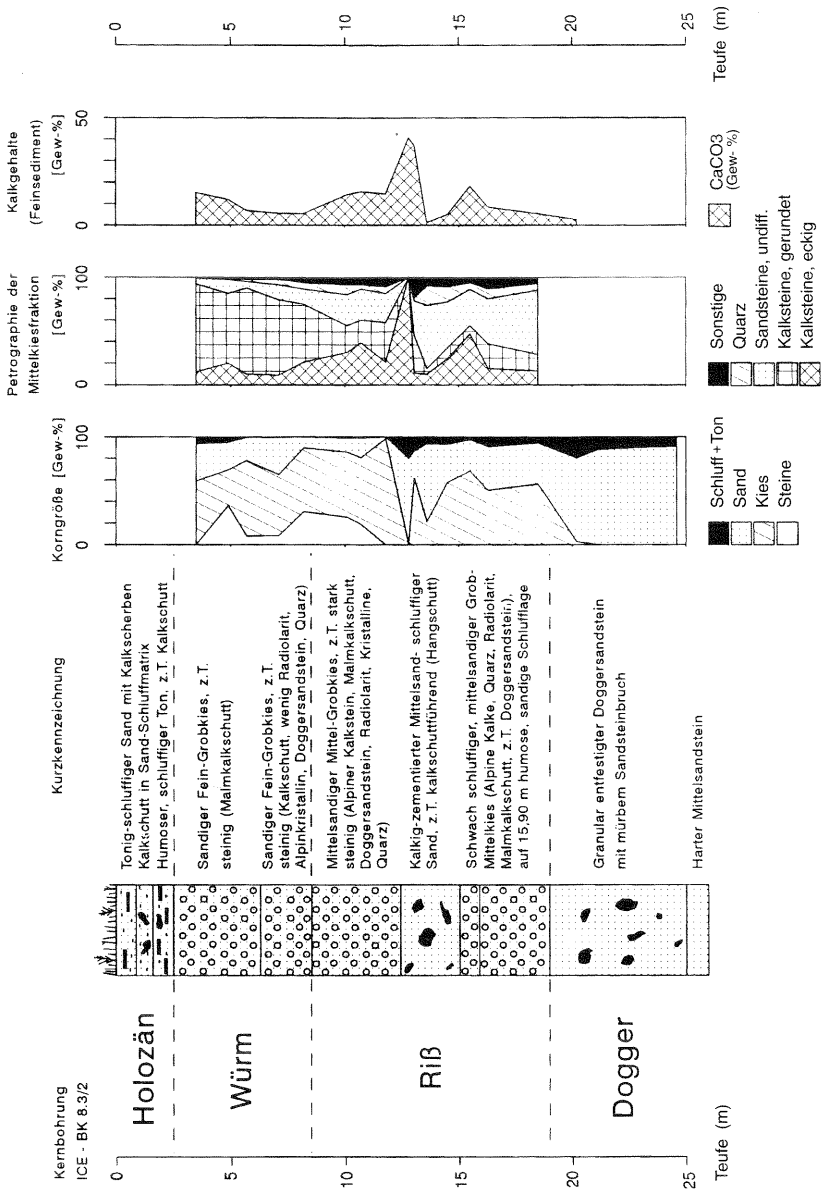 Kernbohrung
ICE - BK 8.3/2
Kurzkennzeichnung
Korngröße [Gew-%]
Petrographie der
Mittelkiesfraktion
[Gew-%]
Kalkgehalte
(Feinsediment)
[Gew-%]
0
100
0
100
0
50
0
5
10
15
20
25
Teufe (m)
Holozän
Würm
Riß
Dogger
Tonig-schluffiger Sand mit Kalkscherben
Kalkschutt in Sand-Schluffmatrix
Humoser, schluffiger Ton, z.T. Kalkschutt
Sandiger Fein-Grobkies, z.T.
steinig (Malmkalkschutt)
Sandiger Fein-Grobkies, z.T.
steinig (Kalkschutt, wenig Radiolarit,
Alpinkristallin, Doggersandstein, Quarz)
Mittelsandiger Mittel-Grobkies, z.T. stark
steinig (Alpiner Kalkstein, Malmkalkschutt,
Doggersandstein, Radiolarit, Kristalline,
Quarz)
Kalkig-zementierter Mittelsand- schluffiger
Sand, z.T. kalkschuttführend (Hangschutt)
Schwach schluffiger, mittelsandiger Grob-
Mittelkies (Alpine Kalke, Quarz, Radiolarit,
Malmkalkschutt, z.T. Doggersandstein),
auf 15,90 m humose, sandige Schlufflage
Granular entfestigter Doggersandstein
mit mürbem Sandsteinbruch
Harter Mittelsandstein
Schluff+Ton
Sand
Kies
Steine
Sonstige
Quarz
Sandsteine, undiff.
Kalksteine, gerundet
Kalksteine, eckig
CaCO3
(Gew- %)
0
5
10
15
20
25
Teufe (m)